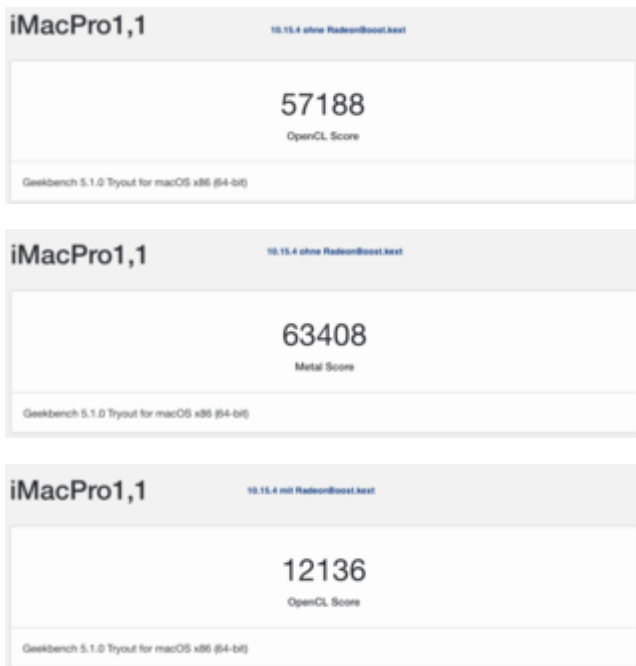 iMacPro1,1
10.15.4 ohne RadeonBoost.kext
57188
OpenCL Score
Geekbench 5.1.0 Tryout for macOS x86 (64-bit)
iMacPro1,1
10.15.4 ohne RadeonBoost.kext
63408
Metal Score
Geekbench 5.1.0 Tryout for macOS x86 (64-bit)
iMacPro1,1
10.15.4 mit RadeonBoost.kext
12136
OpenCL Score
Geekbench 5.1.0 Tryout for macOS x86 (64-bit)